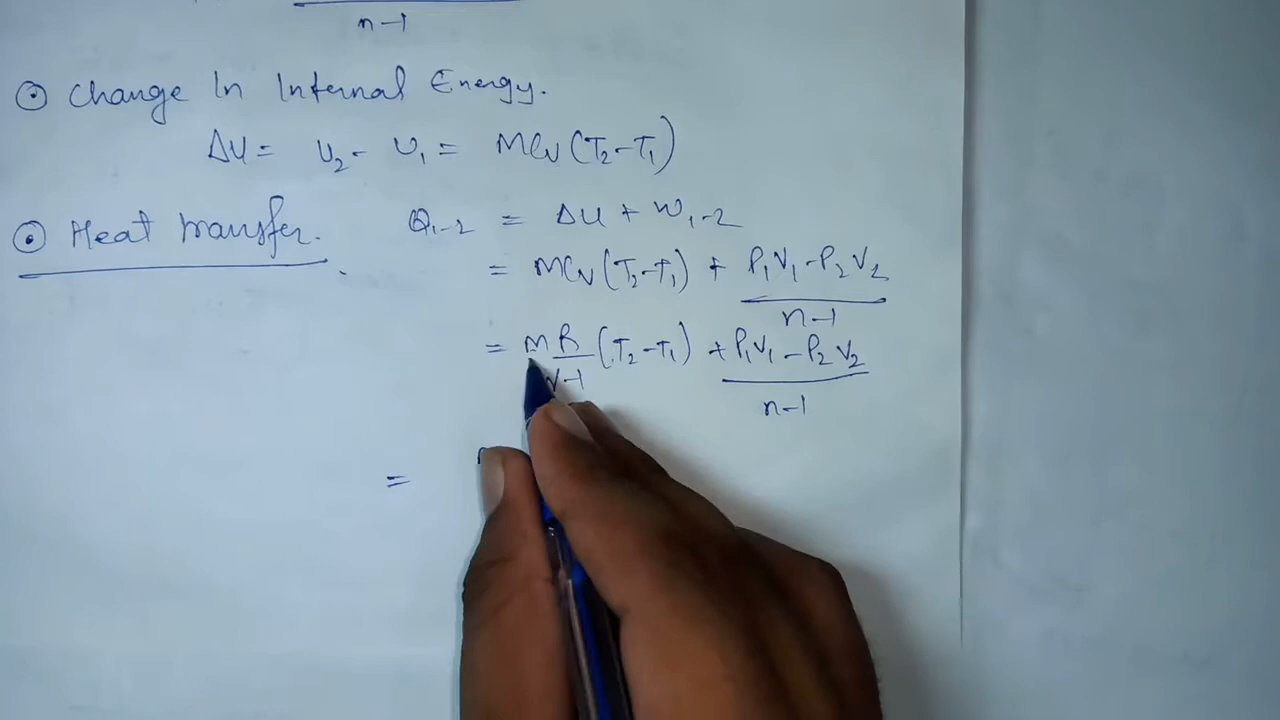 n-1
⊙ Change In Internal Energy.
ΔU = U₂ - U₁ = MCv(T₂-T₁)
⊙ Heat transfer. Q₁₋₂ = ΔU + W₁₋₂
= MCv(T₂-T₁) + P₁V₁-P₂V₂
n-1
= M R (T₂-T₁) + P₁V₁-P₂V₂
γ-1 n-1
=